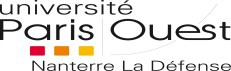 université
Paris Ouest
Nanterre La Défense